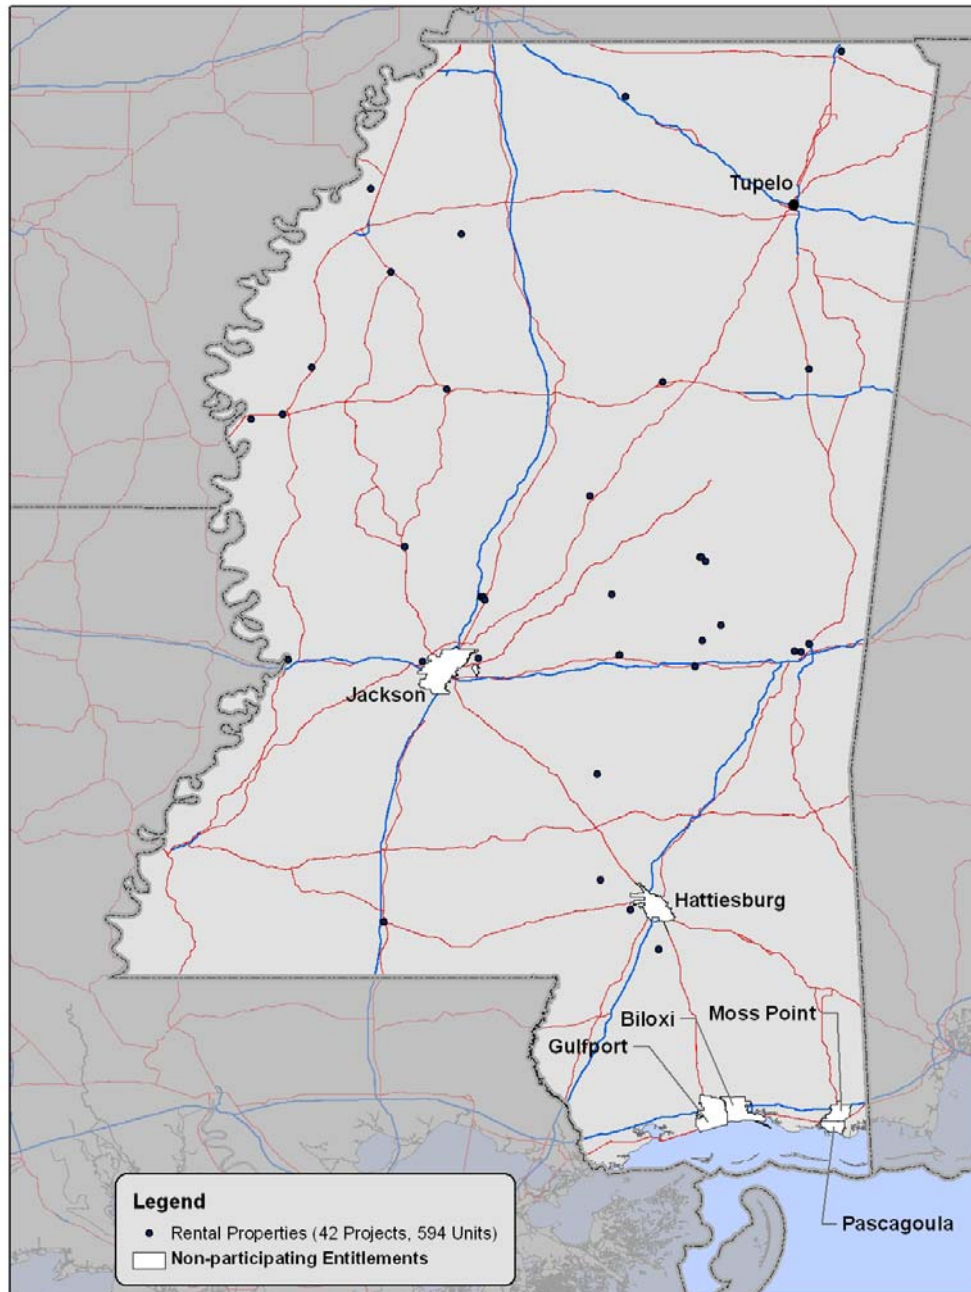 Tupelo
Jackson
Hattiesburg
Biloxi
Moss Point
Gulfport
Pascagoula
Legend
Rental Properties (42 Projects, 594 Units)
Non-participating Entitlements